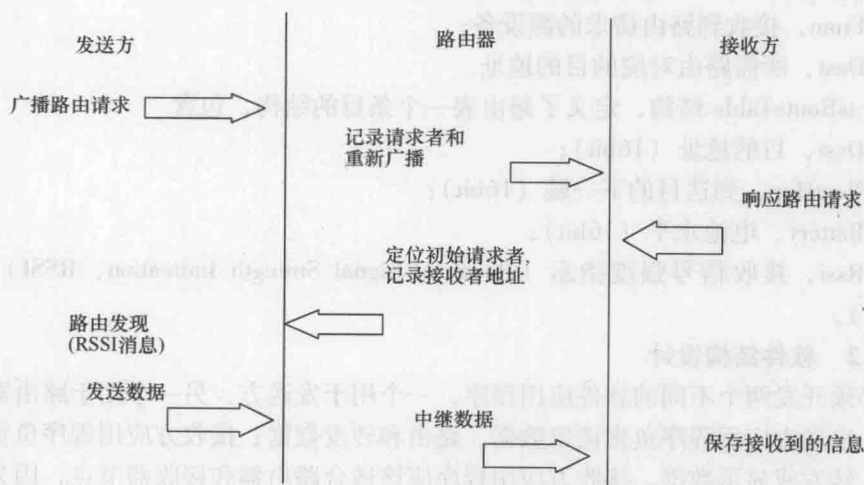 发送方
路由器
接收方
广播路由请求
记录请求者和
重新广播
响应路由请求
定位初始请求者,
记录接收者地址
路由发现
(RSSI消息)
发送数据
中继数据
保存接收到的信息